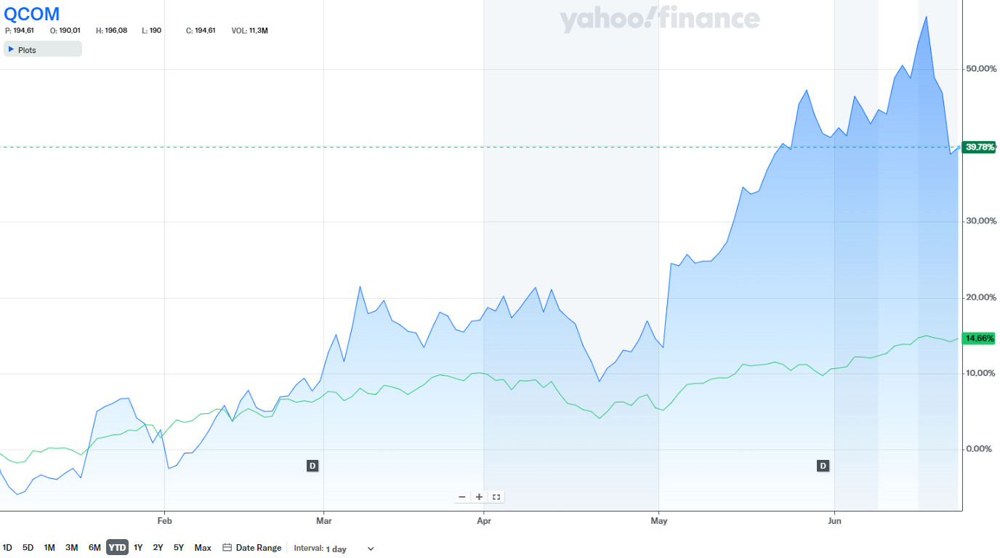 QCOM
yahoo!finance
P: 194,61 O: 190,01 H: 196,08 L: 190 C: 194,61 VOL: 11,3M
Plots
50,00%
39,78%
30,00%
20,00%
14,66%
10,00%
0,00%
D D
Feb Mar Apr May Jun
1D 5D 1M 3M 6M YTD 1Y 2Y 5Y Max Date Range Interval: 1 day